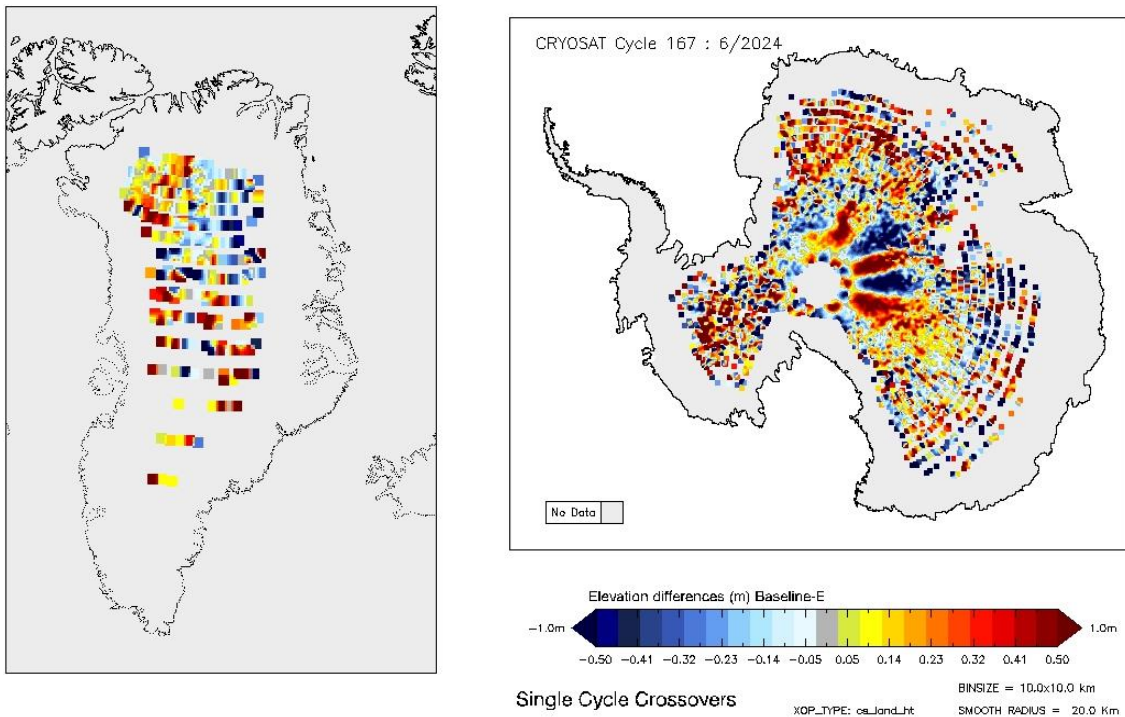 CRYOSAT Cycle 167 : 6/2024
No Data
Elevation differences (m) Baseline-E
-1.0m 1.0m
-0.50 -0.41 -0.32 -0.23 -0.14 -0.05 0.05 0.14 0.23 0.32 0.41 0.50
Single Cycle Crossovers
BINSIZE = 10.0x10.0 km
XOP_TYPE: cs_land_ht SMOOTH RADIUS = 20.0 Km